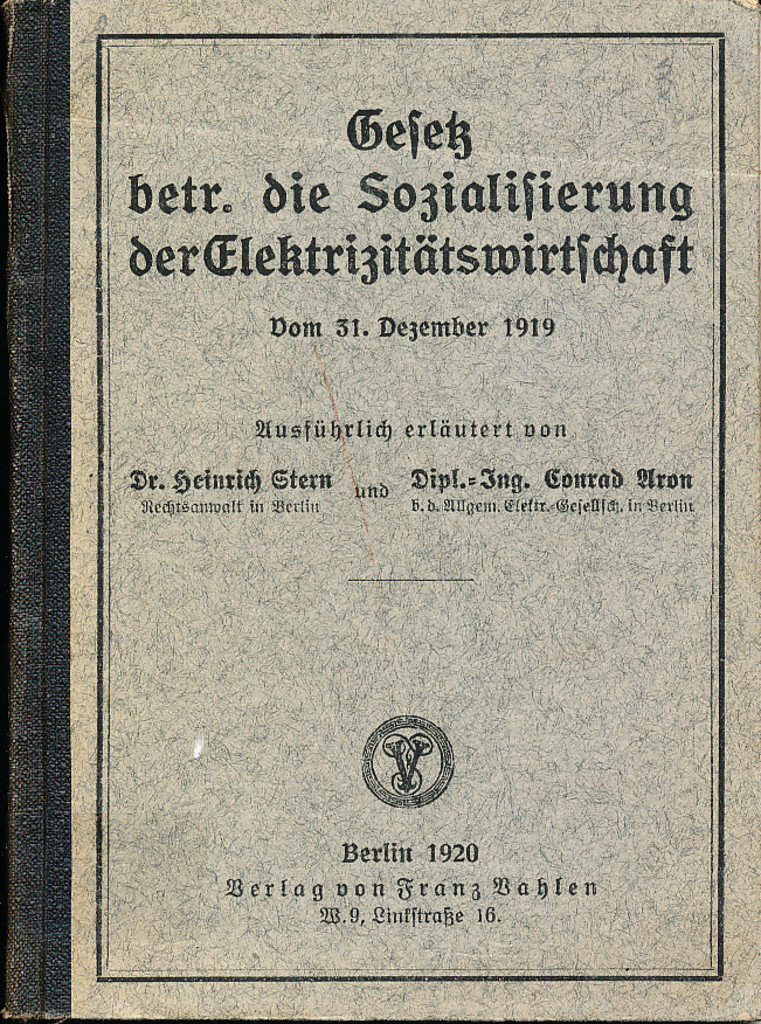 Gesetz
betr. die Sozialisierung
der Elektrizitätswirtschaft
Vom 31. Dezember 1919
Ausführlich erläutert von
Dr. Heinrich Stern und Dipl.-Ing. Conrad Aron
Rechtsanwalt in Berlin b. d. Allgem. Elektr.-Gesellsch. in Berlin
Berlin 1920
Verlag von Franz Vahlen
W. 9, Linkstraße 16.